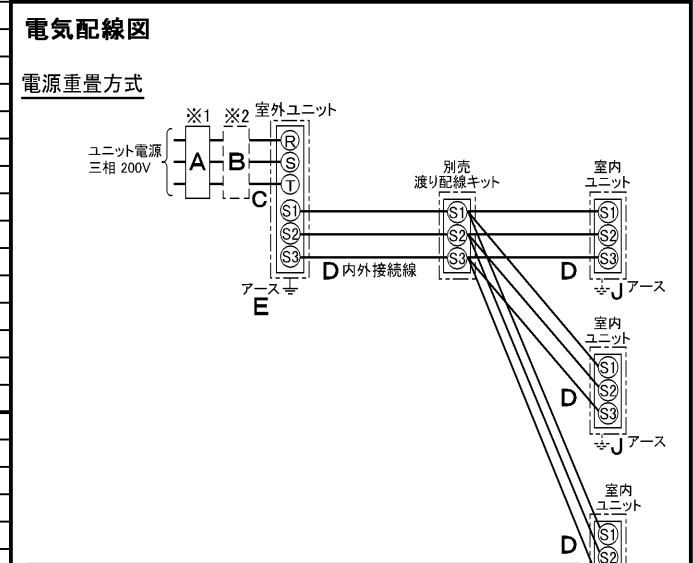 電気配線図
電源重畳方式
※1 ※2 室外ユニット
ユニット電源
三相 200V
A B
R
S
T
C
S1
S2
S3
アース
E
D 内外接続線
別売
渡り配線キット
S1
S2
S3
室内
ユニット
S1
S2
S3
D
J アース
室内
ユニット
S1
S2
S3
D
J アース
室内
ユニット
S1
S2
D